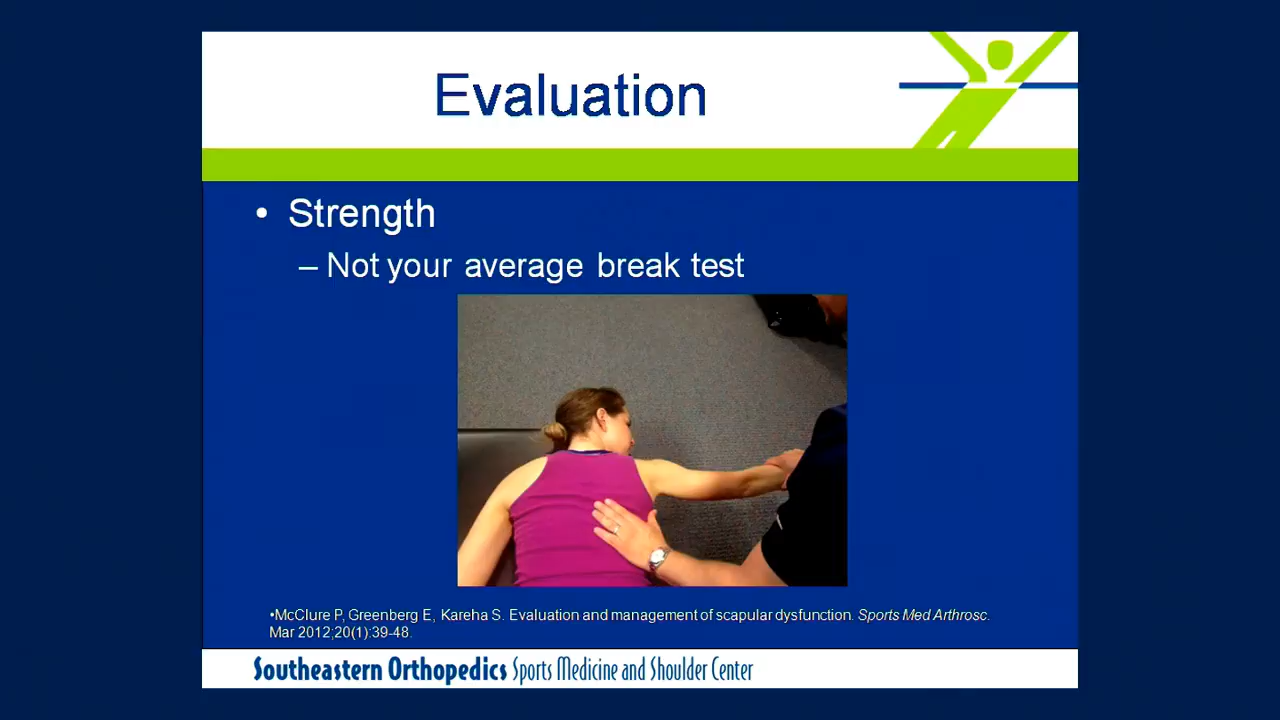 Evaluation
• Strength
– Not your average break test
•McClure P, Greenberg E, Kareha S. Evaluation and management of scapular dysfunction. Sports Med Arthrosc.
Mar 2012;20(1):39-48.
Southeastern Orthopedics Sports Medicine and Shoulder Center